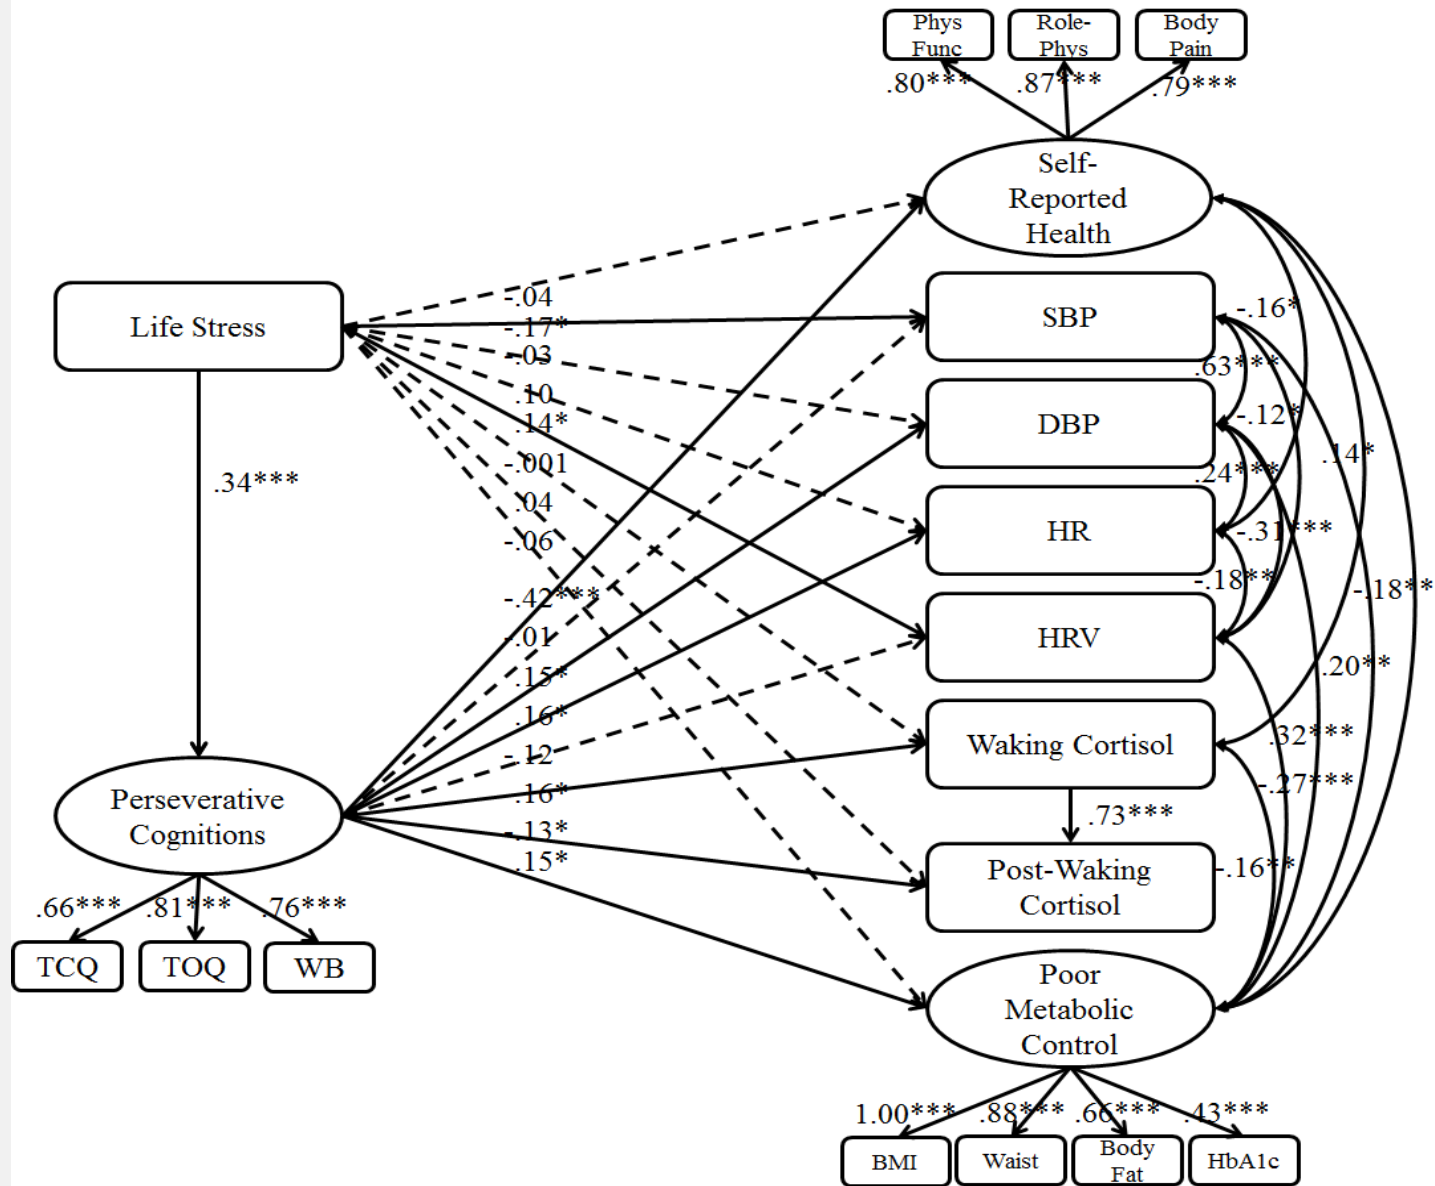 Phys
Func
Role-
Phys
Body
Pain
.80***
.87***
.79***
Self-
Reported
Health
Life Stress
SBP
DBP
HR
HRV
Waking Cortisol
Post-Waking
Cortisol
Poor
Metabolic
Control
Perseverative
Cognitions
.34***
-.04
-.17*
-.03
.10
.14*
-.001
.04
-.06
-.42***
-.01
.15*
.16*
-.12
.16*
-.13*
.15*
-.16*
.63***
-.12*
.14*
.24***
-.31***
-.18**
-.18**
.20**
.32***
-.27***
.73***
-.16**
.66***
.81***
.76***
TCQ
TOQ
WB
1.00***
.88***
.66***
.43***
BMI
Waist
Body
Fat
HbA1c